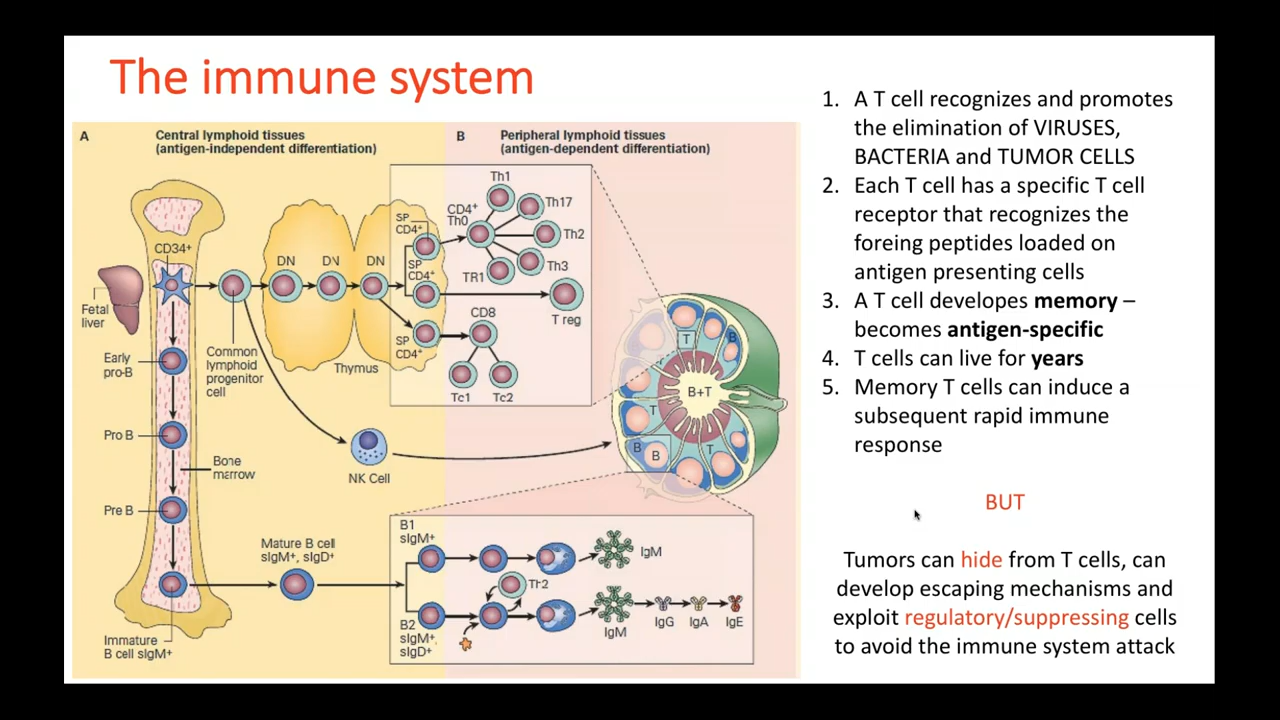 The immune system
A
Central lymphoid tissues
(antigen-independent differentiation)
B
Peripheral lymphoid tissues
(antigen-dependent differentiation)
CD34+
Fetal
liver
Early
pro-B
Pro B
Pre B
Immature
B cell sIgM+
Bone
marrow
Common
lymphoid
progenitor
cell
DN
DN
DN
Thymus
SP
CD4+
SP
CD4+
SP
CD4+
CD4+
Th0
Th1
Th17
Th2
Th3
TR1
T reg
CD8
Tc1
Tc2
NK Cell
Mature B cell
sIgM+, sIgD+
T
B
T
T
B+T
B
B
T
B1
sIgM+
IgM
Th2
B2
sIgM+,
sIgD+
IgM
IgG
IgA
IgE
1. A T cell recognizes and promotes
the elimination of VIRUSES,
BACTERIA and TUMOR CELLS
2. Each T cell has a specific T cell
receptor that recognizes the
foreing peptides loaded on
antigen presenting cells
3. A T cell developes memory –
becomes antigen-specific
4. T cells can live for years
5. Memory T cells can induce a
subsequent rapid immune
response
BUT
Tumors can hide from T cells, can
develop escaping mechanisms and
exploit regulatory/suppressing cells
to avoid the immune system attack